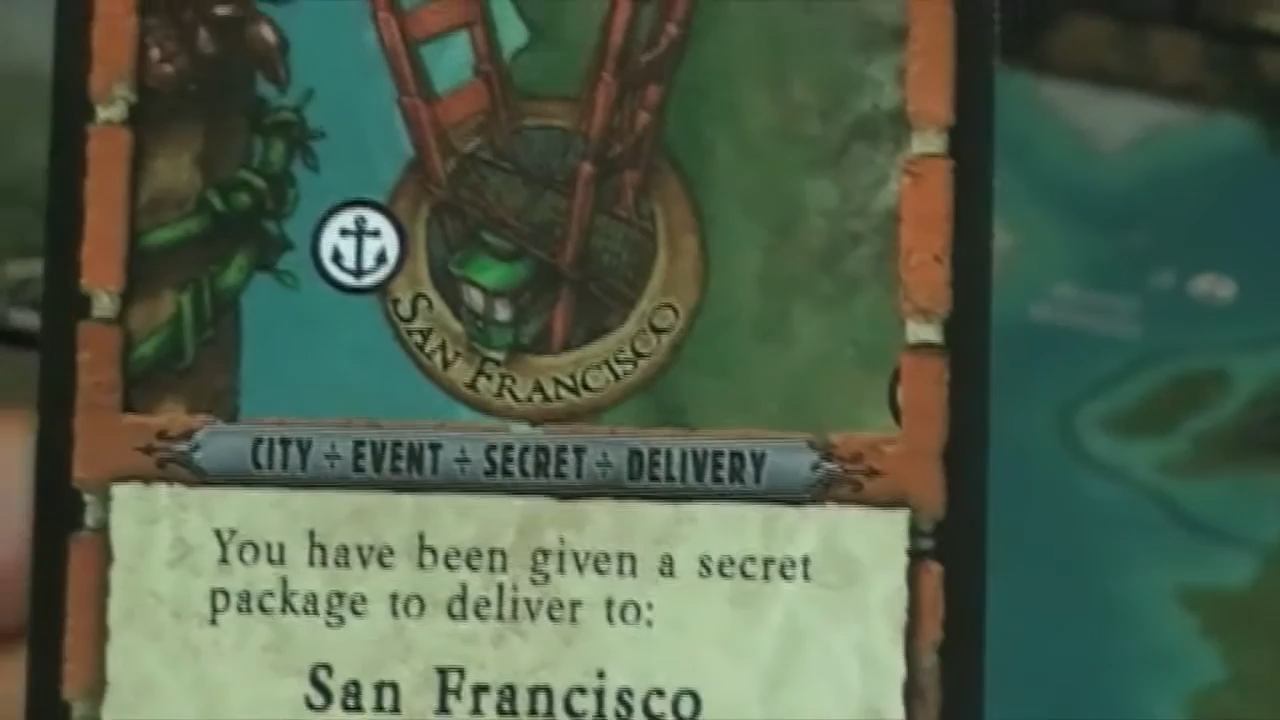 SAN FRANCISCO
CITY ÷ EVENT ÷ SECRET ÷ DELIVERY
You have been given a secret
package to deliver to:
San Francisco